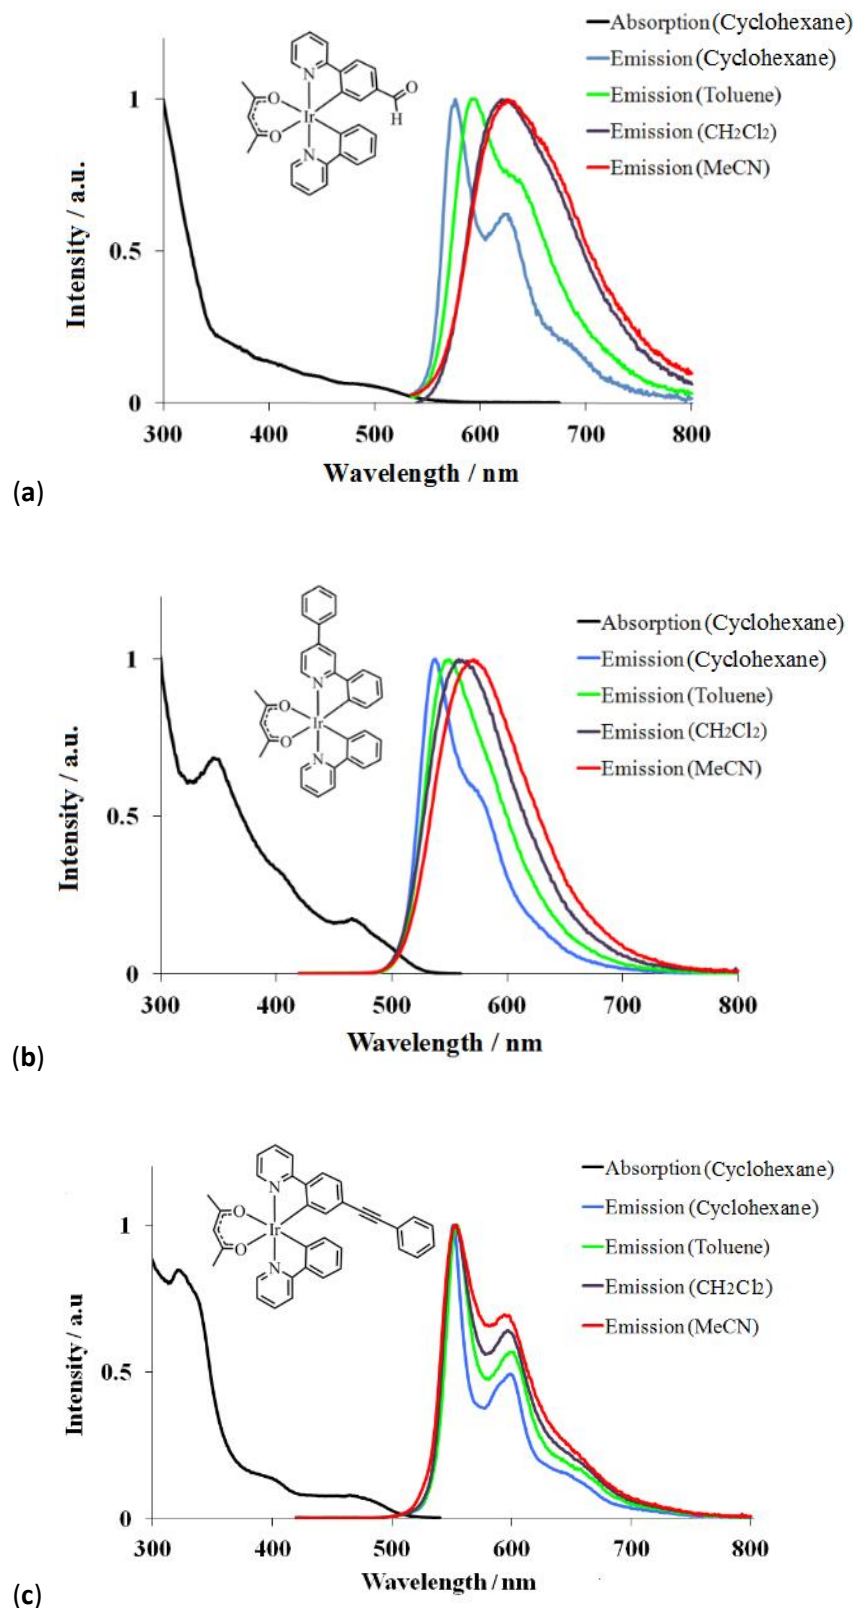 Absorption (Cyclohexane)
Emission (Cyclohexane)
Emission (Toluene)
Emission (CH2Cl2)
Emission (MeCN)
N
O
O
Ir
O
H
N
Intensity / a.u.
1
0.5
0
300 400 500 600 700 800
Wavelength / nm
(a)
Absorption (Cyclohexane)
Emission (Cyclohexane)
Emission (Toluene)
Emission (CH2Cl2)
Emission (MeCN)
N
O
Ir
O
N
Intensity / a.u.
1
0.5
0
300 400 500 600 700 800
Wavelength / nm
(b)
Absorption (Cyclohexane)
Emission (Cyclohexane)
Emission (Toluene)
Emission (CH2Cl2)
Emission (MeCN)
N
O
Ir
O
N
Intensity / a.u
1
0.5
0
300 400 500 600 700 800
Wavelength / nm
(c)